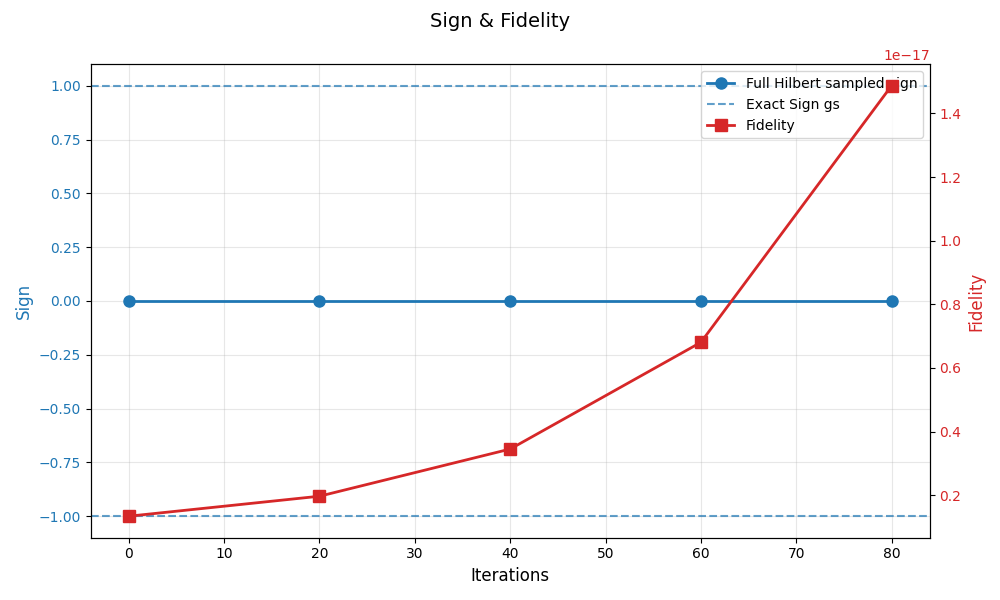 Sign & Fidelity
1e−17
1.00
0.75
0.50
0.25
0.00
−0.25
−0.50
−0.75
−1.00
Sign
Full Hilbert sampled sign
Exact Sign gs
Fidelity
1.4
1.2
1.0
0.8
0.6
0.4
0.2
Fidelity
0 10 20 30 40 50 60 70 80
Iterations